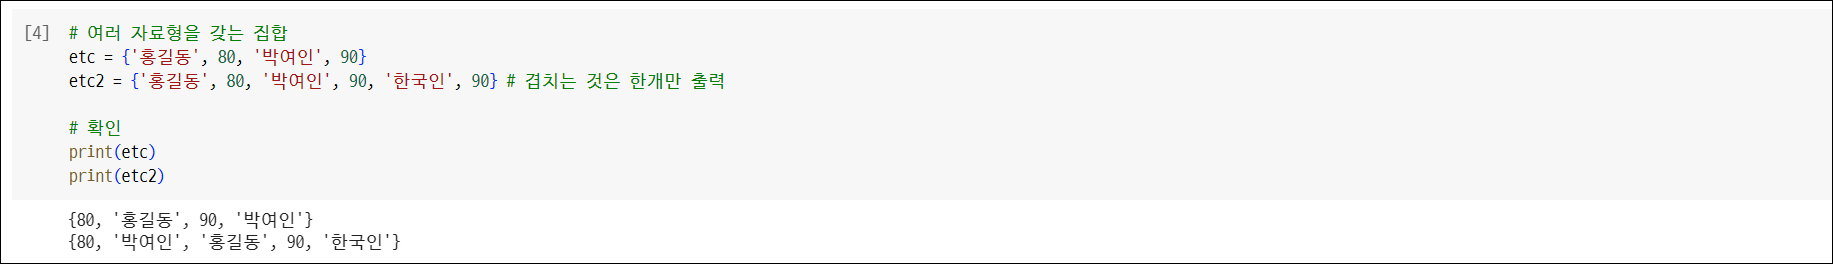 [4] # 여러 자료형을 갖는 집합
etc = {'홍길동', 80, '박여인', 90}
etc2 = {'홍길동', 80, '박여인', 90, '한국인', 90} # 겹치는 것은 한개만 출력
# 확인
print(etc)
print(etc2)
{80, '홍길동', 90, '박여인'}
{80, '박여인', '홍길동', 90, '한국인'}